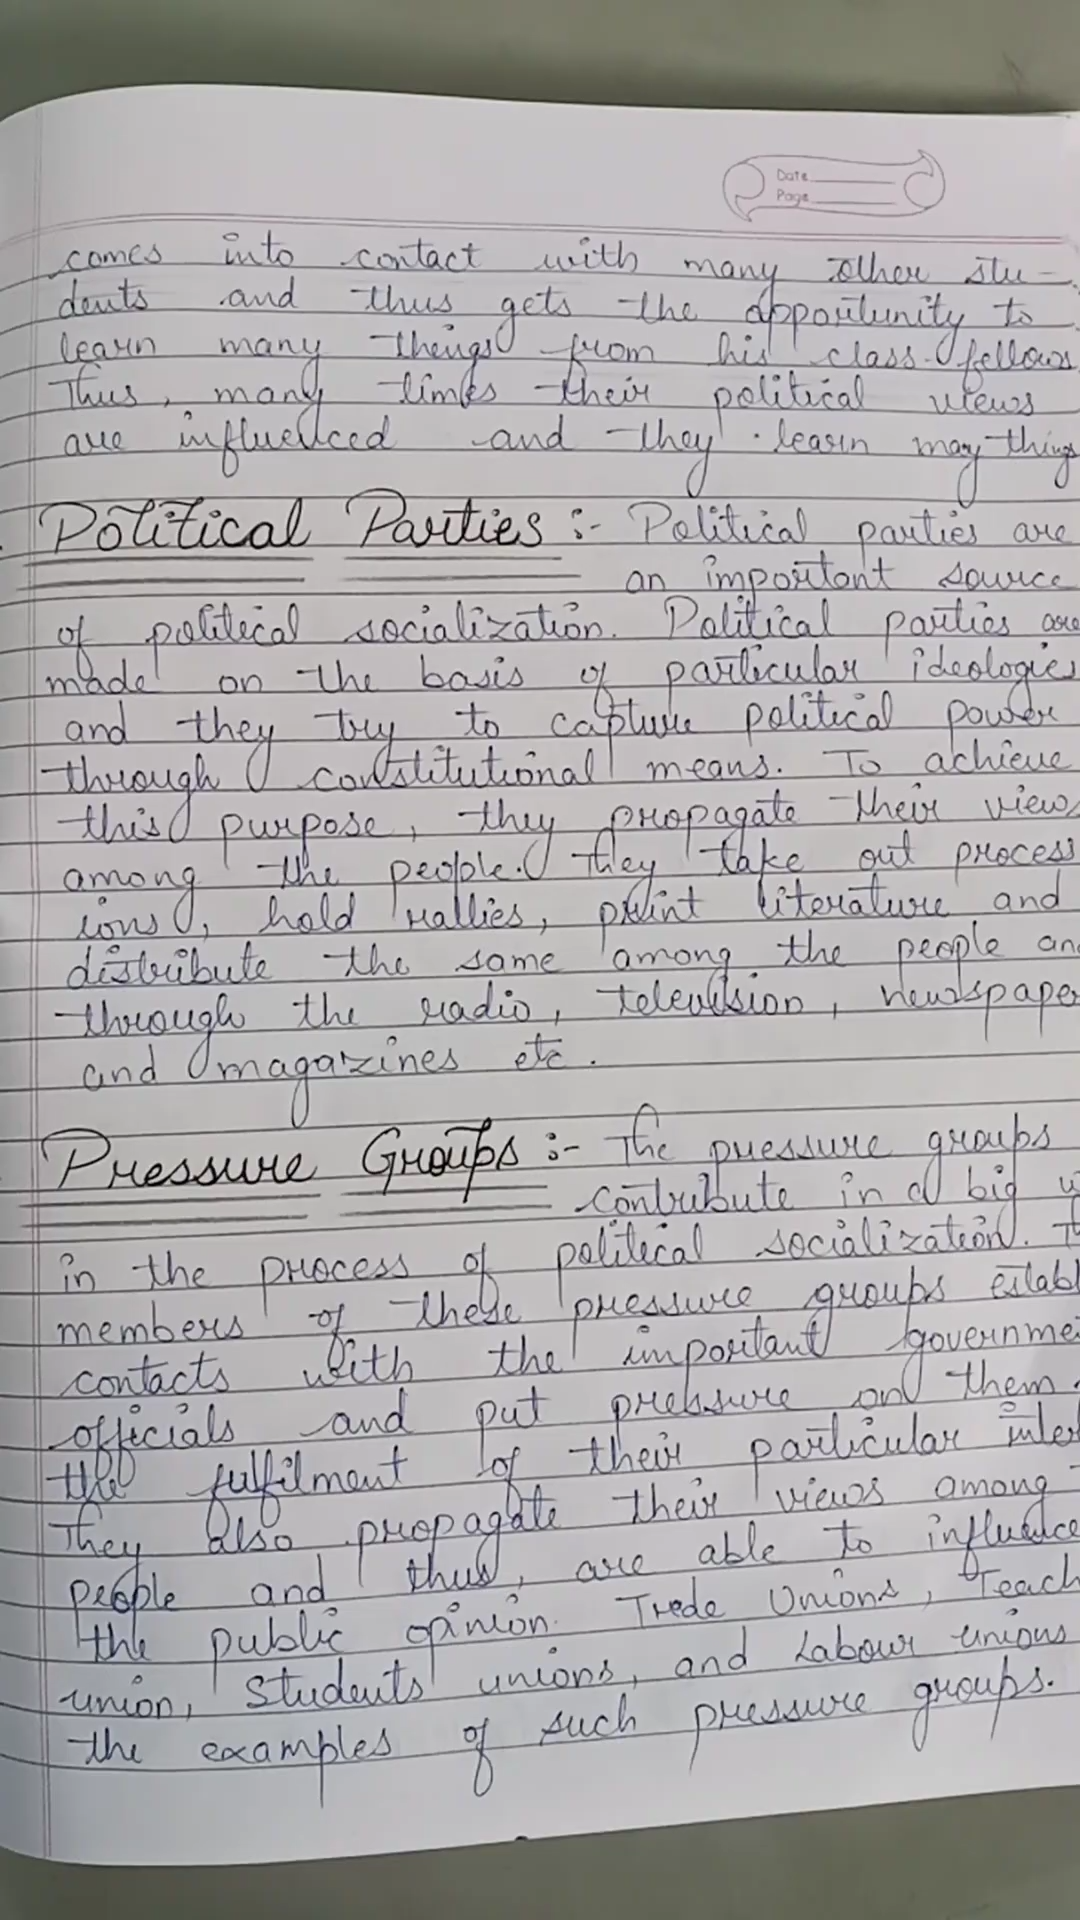 Date
Page
comes into contact with many other stu-
dents and thus gets the opportunity to
learn many things from his class-fellows
Thus, many times their political views
are influenced and they learn may things
Political Parties :- Political parties are
an important source
of political socialization. Political parties are
made on the basis of particular ideologies
and they try to capture political power
through constitutional means. To achieve
this purpose, they propagate their views
among the people. They take out process
ions, hold rallies, print literature and
distribute the same among the people and
through the radio, television, newspaper
and magazines etc.
Pressure Groups :- The pressure groups
contribute in a big
in the process of political socialization.
members of these pressure groups establ
contacts with the important governme
officials and put pressure on them
the fulfilment of their particular inter
They also propagate their views among
people and thus, are able to influence
the public opinion. Trede Unions, Teach
union, Students unions, and Labour unions
the examples of such pressure groups.